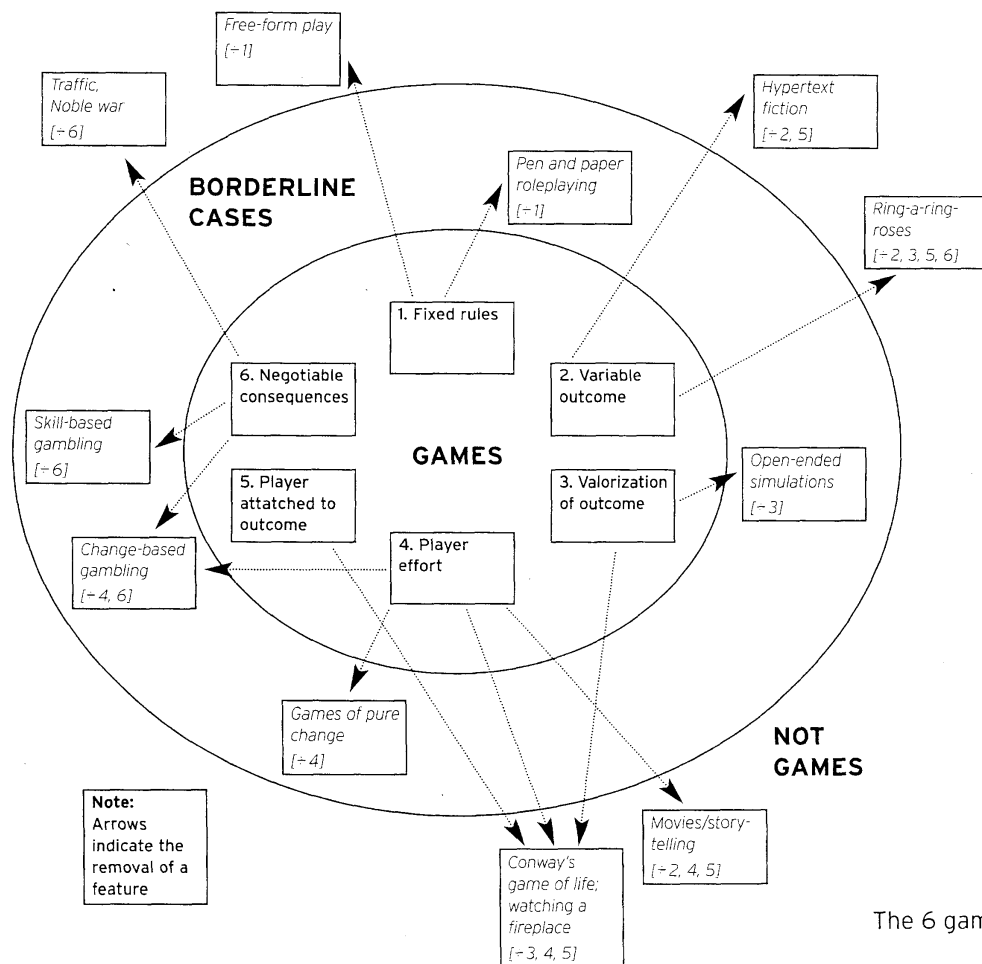 Free-form play
[÷1]
Traffic,
Noble war
[÷6]
Hypertext
fiction
[÷2, 5]
Pen and paper
roleplaying
[÷1]
BORDERLINE
CASES
Ring-a-ring-
roses
[÷2, 3, 5, 6]
1. Fixed rules
6. Negotiable
consequences
2. Variable
outcome
Skill-based
gambling
[÷6]
GAMES
5. Player
attatched to
outcome
3. Valorization
of outcome
Open-ended
simulations
[÷3]
4. Player
effort
Change-based
gambling
[÷4, 6]
Games of pure
change
[÷4]
NOT
GAMES
Note:
Arrows
indicate the
removal of a
feature
Movies/story-
telling
[÷2, 4, 5]
Conway's
game of life;
watching a
fireplace
[÷3, 4, 5]
The 6 gam